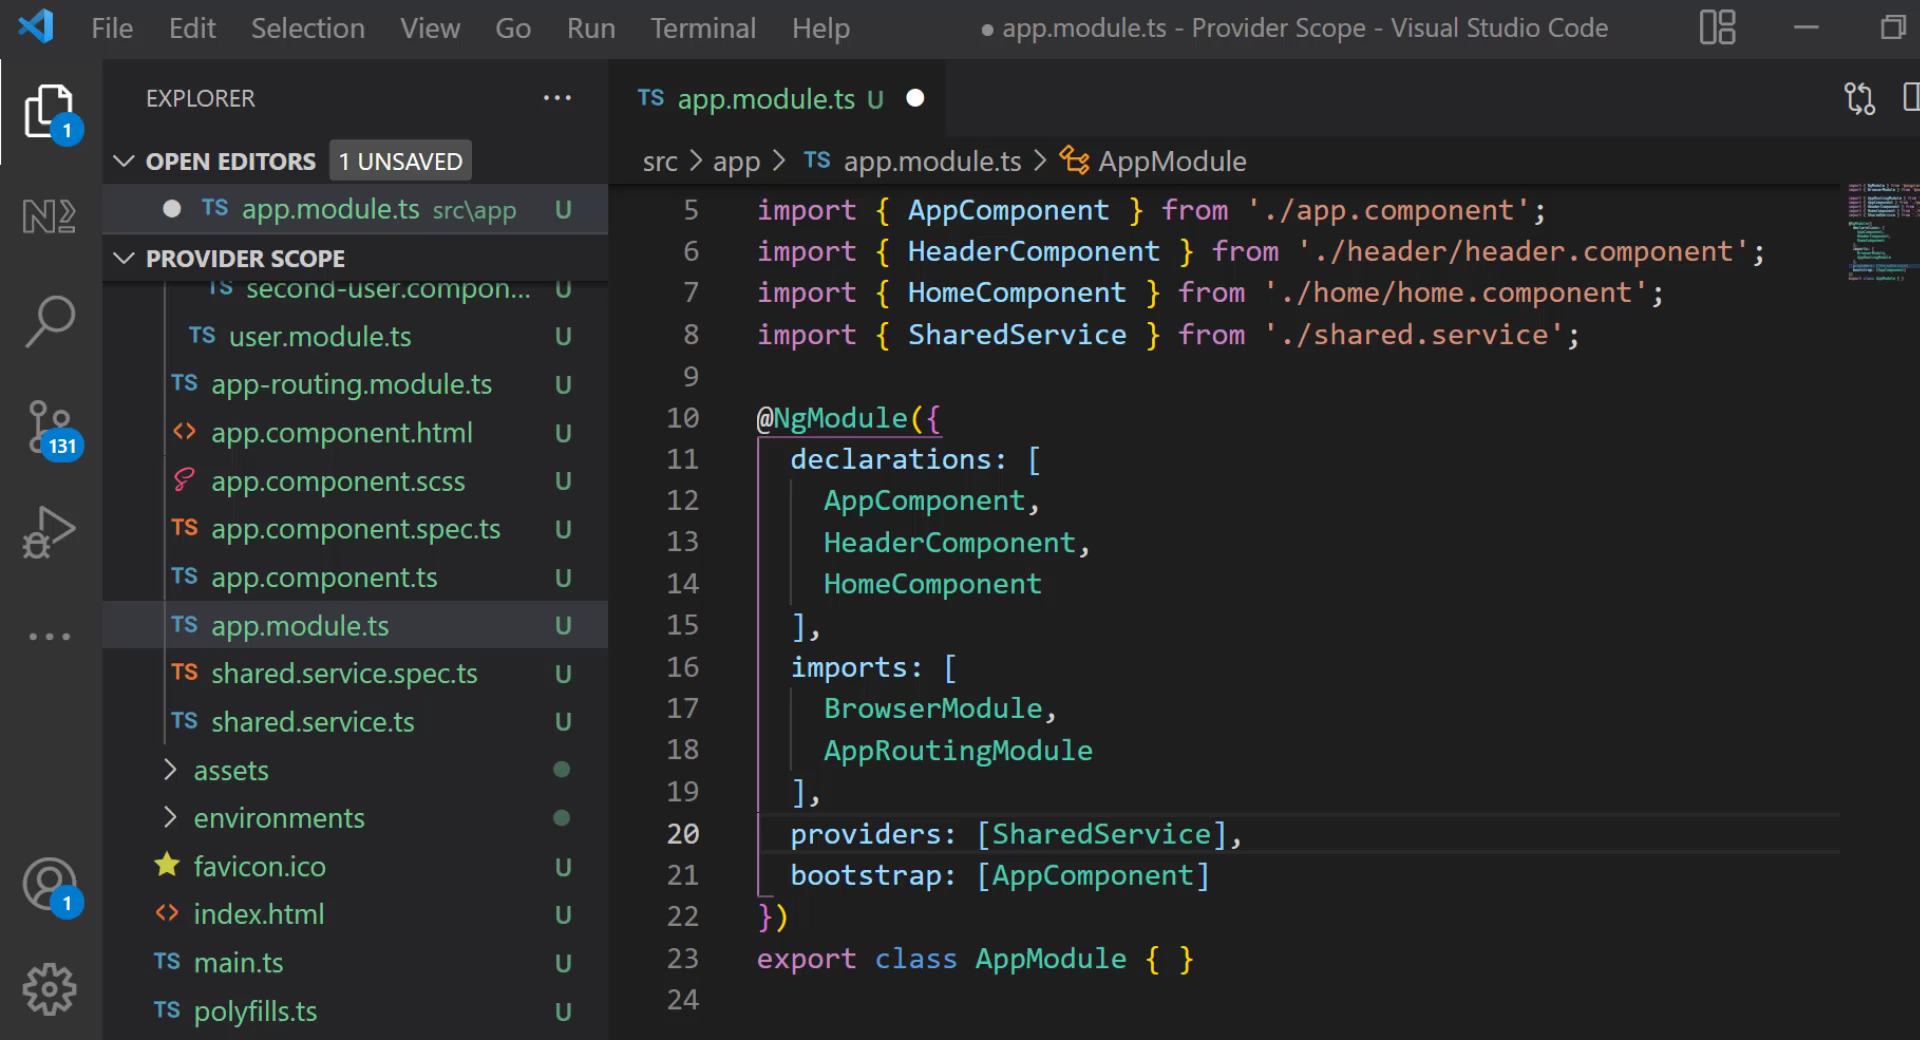 File Edit Selection View Go Run Terminal Help ● app.module.ts - Provider Scope - Visual Studio Code
EXPLORER ...
OPEN EDITORS 1 UNSAVED
TS app.module.ts src\app U
PROVIDER SCOPE
TS second-user.compon... U
TS user.module.ts U
TS app-routing.module.ts U
<> app.component.html U
app.component.scss U
TS app.component.spec.ts U
TS app.component.ts U
TS app.module.ts U
TS shared.service.spec.ts U
TS shared.service.ts U
assets
environments
favicon.ico U
<> index.html U
TS main.ts U
TS polyfills.ts U
1
131
1
TS app.module.ts U ●
src > app > TS app.module.ts > AppModule
5 import { AppComponent } from './app.component';
6 import { HeaderComponent } from './header/header.component';
7 import { HomeComponent } from './home/home.component';
8 import { SharedService } from './shared.service';
9
10 @NgModule({
11 declarations: [
12 AppComponent,
13 HeaderComponent,
14 HomeComponent
15 ],
16 imports: [
17 BrowserModule,
18 AppRoutingModule
19 ],
20 providers: [SharedService],
21 bootstrap: [AppComponent]
22 })
23 export class AppModule { }
24